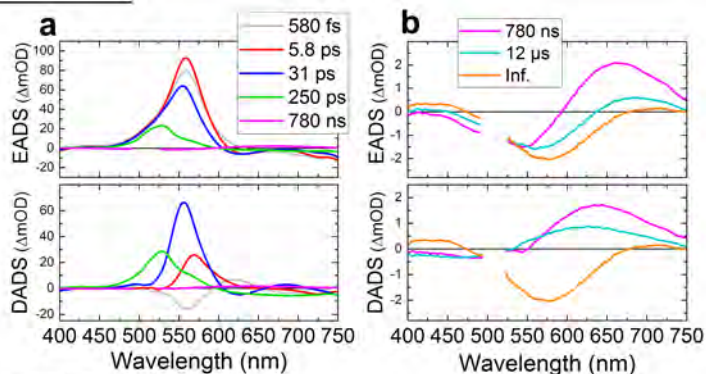 a
580 fs
5.8 ps
31 ps
250 ps
780 ns
EADS (ΔmOD)
100
80
60
40
20
0
-20
DADS (ΔmOD)
60
40
20
0
-20
400 450 500 550 600 650 700 750
Wavelength (nm)
b
780 ns
12 µs
Inf.
EADS (ΔmOD)
2
1
0
-1
-2
DADS (ΔmOD)
2
1
0
-1
-2
400 450 500 550 600 650 700 750
Wavelength (nm)